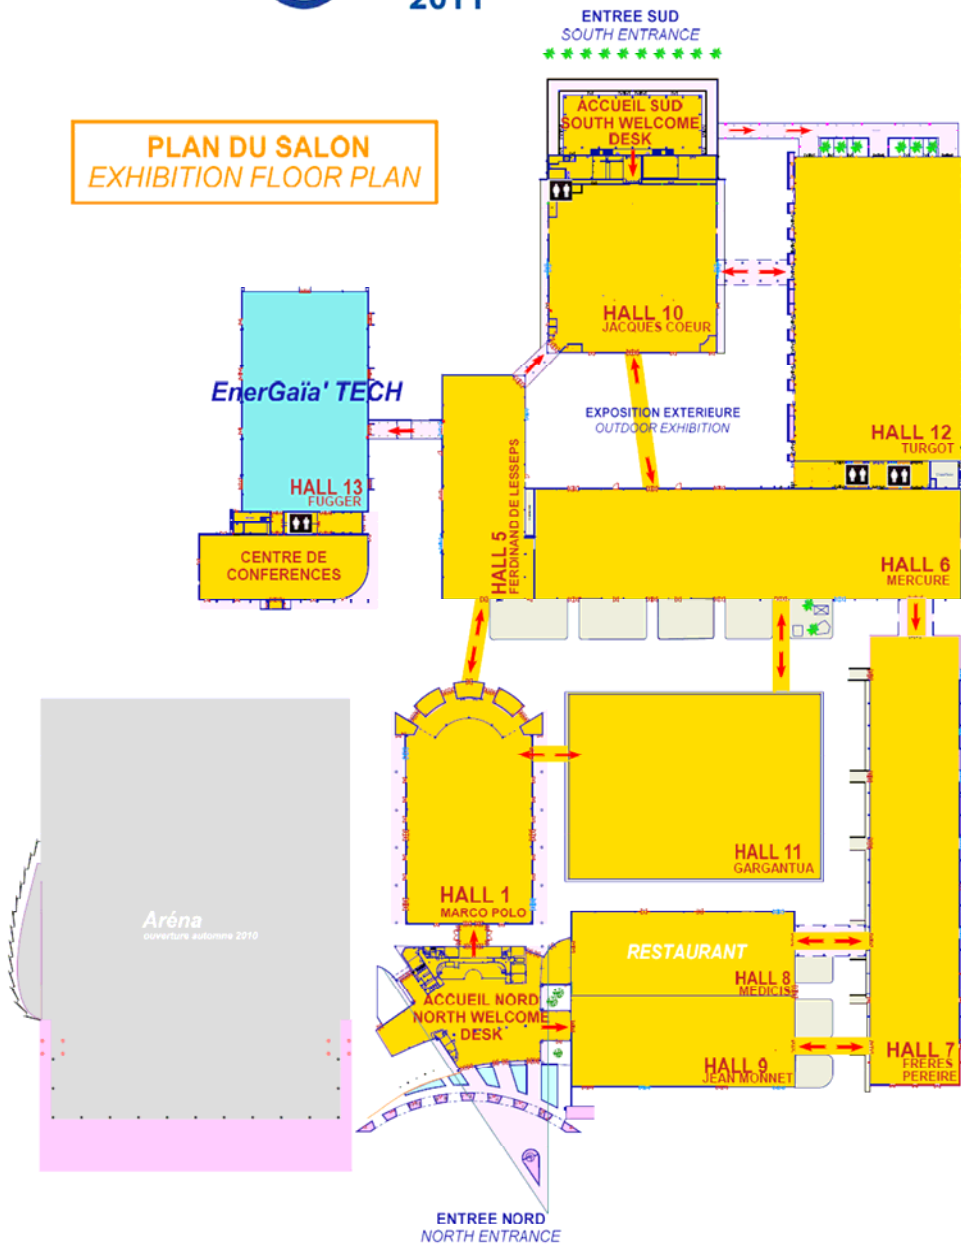 2011
ENTREE SUD
SOUTH ENTRANCE
ACCUEIL SUD
SOUTH WELCOME
DESK
PLAN DU SALON
EXHIBITION FLOOR PLAN
HALL 10
JACQUES COEUR
EnerGaïa' TECH
EXPOSITION EXTERIEURE
OUTDOOR EXHIBITION
HALL 12
TURGOT
HALL 13
FUGGER
HALL 5
FERDINAND DE LESSEPS
CENTRE DE
CONFERENCES
HALL 6
MERCURE
HALL 11
GARGANTUA
HALL 1
MARCO POLO
Aréna
ouverture automne 2010
RESTAURANT
HALL 8
MEDICIS
ACCUEIL NORD
NORTH WELCOME
DESK
HALL 9
JEAN MONNET
HALL 7
FRERES
PEREIRE
ENTREE NORD
NORTH ENTRANCE